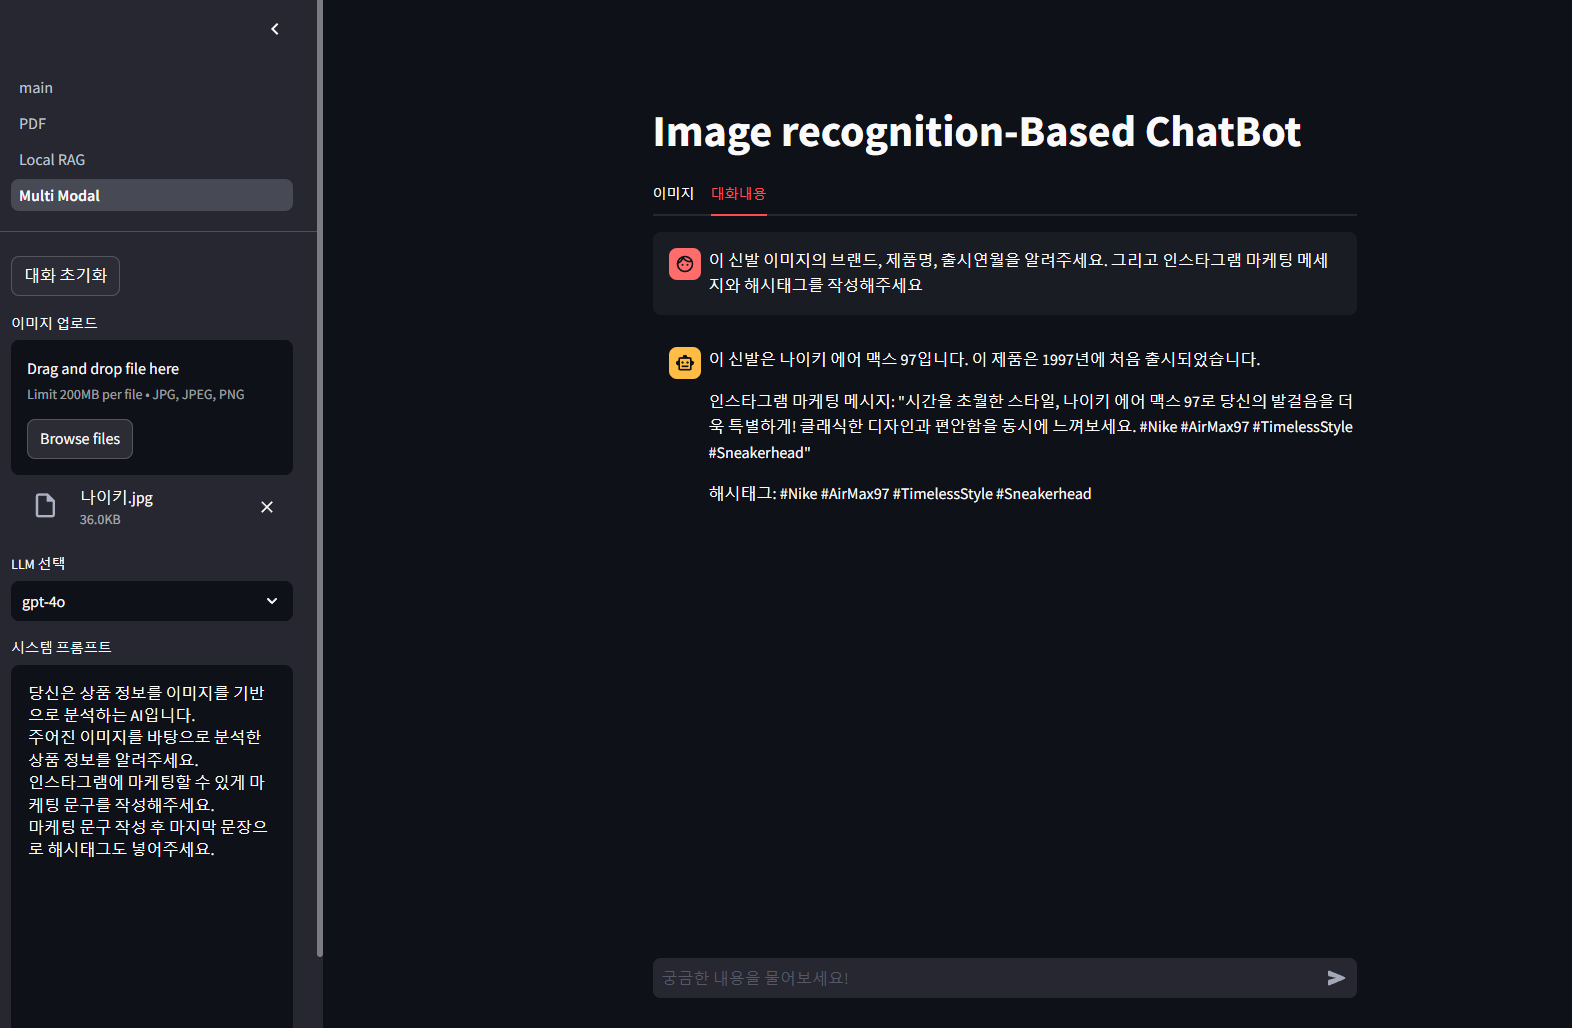 main
PDF
Local RAG
Multi Modal
대화 초기화
이미지 업로드
Drag and drop file here
Limit 200MB per file • JPG, JPEG, PNG
Browse files
나이키.jpg
36.0KB
LLM 선택
gpt-4o
시스템 프롬프트
당신은 상품 정보를 이미지를 기반
으로 분석하는 AI입니다.
주어진 이미지를 바탕으로 분석한
상품 정보를 알려주세요.
인스타그램에 마케팅할 수 있게 마
케팅 문구를 작성해주세요.
마케팅 문구 작성 후 마지막 문장으
로 해시태그도 넣어주세요.
Image recognition-Based ChatBot
이미지 대화내용
이 신발 이미지의 브랜드, 제품명, 출시연월을 알려주세요. 그리고 인스타그램 마케팅 메세
지와 해시태그를 작성해주세요
이 신발은 나이키 에어 맥스 97입니다. 이 제품은 1997년에 처음 출시되었습니다.
인스타그램 마케팅 메시지: "시간을 초월한 스타일, 나이키 에어 맥스 97로 당신의 발걸음을 더
욱 특별하게! 클래식한 디자인과 편안함을 동시에 느껴보세요. #Nike #AirMax97 #TimelessStyle
#Sneakerhead"
해시태그: #Nike #AirMax97 #TimelessStyle #Sneakerhead
궁금한 내용을 물어보세요!